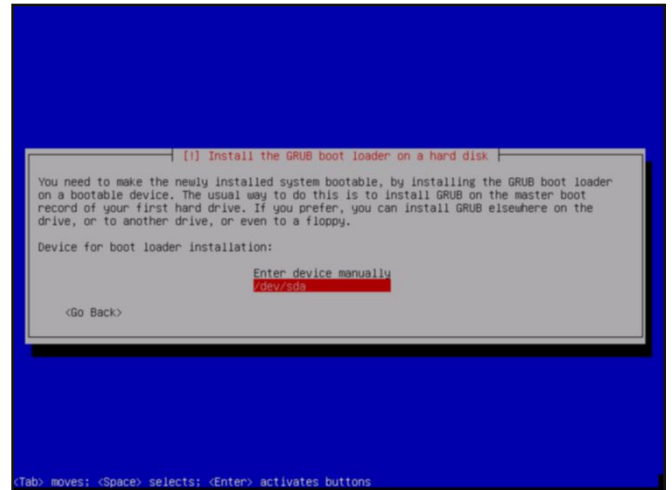 [!] Install the GRUB boot loader on a hard disk
You need to make the newly installed system bootable, by installing the GRUB boot loader
on a bootable device. The usual way to do this is to install GRUB on the master boot
record of your first hard drive. If you prefer, you can install GRUB elsewhere on the
drive, or to another drive, or even to a floppy.
Device for boot loader installation:
Enter device manually
/dev/sda
<Go Back>
<Tab> moves; <Space> selects; <Enter> activates buttons